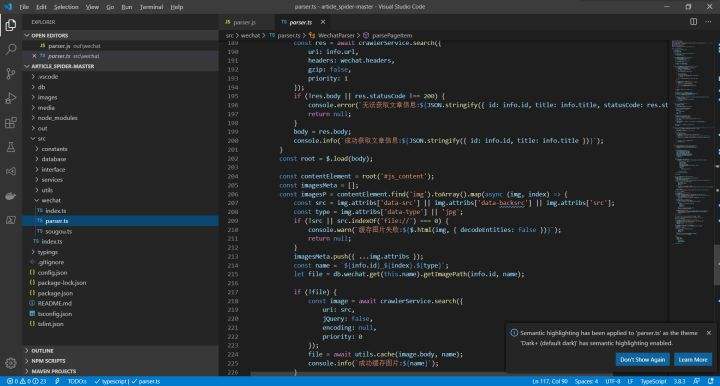 File Edit Selection View Go Run Terminal Help
parser.ts - article_spider-master - Visual Studio Code
EXPLORER
OPEN EDITORS
JS parser.js out\wechat
× TS parser.ts src\wechat
ARTICLE_SPIDER-MASTER
.vscode
db
images
media
node_modules
out
src
constants
database
interface
services
utils
wechat
TS index.ts
TS parser.ts
TS sougou.ts
TS index.ts
typings
.gitignore
config.json
package-lock.json
package.json
README.md
tsconfig.json
tslint.json
OUTLINE
NPM SCRIPTS
MAVEN PROJECTS
JS parser.js
TS parser.ts ×
src > wechat > TS parser.ts > WechatParser > parsePageItem
189 const res = await crawlerService.search({
190 uri: info.url,
191 headers: wechat.headers,
192 gzip: false,
193 priority: 1
194 });
195 if (!res.body || res.statusCode !== 200) {
196 console.error(`无法获取文章信息:${JSON.stringify({ id: info.id, title: info.title, statusCode: res.st
197 return null;
198 }
199 body = res.body;
200 console.info(`成功获取文章信息:${JSON.stringify({ id: info.id, title: info.title })}`);
201 }
202 const root = $.load(body);
203
204 const contentElement = root('#js_content');
205 const imagesMeta = [];
206 const imagesP = contentElement.find('img').toArray().map(async (img, index) => {
207 const src = img.attribs['data-src'] || img.attribs['data-backsrc'] || img.attribs['src'];
208 const type = img.attribs['data-type'] || 'jpg';
209 if (!src || src.indexOf('file://') === 0) {
210 console.warn(`缓存图片失败:${$.html(img, { decodeEntities: false })}`);
211 return null;
212 }
213 imagesMeta.push({ ...img.attribs });
214 const name = `${info.id}_${index}.${type}`;
215 let file = db.wechat.get(this.name).getImagePath(info.id, name);
216
217 if (!file) {
218 const image = await crawlerService.search({
219 uri: src,
220 jQuery: false,
221 encoding: null,
222 priority: 0
223 });
224 file = await utils.cache(image.body, name);
225 console.info(`成功缓存图片:${name}`);
226 }
Semantic highlighting has been applied to 'parser.ts' as the theme
'Dark+ (default dark)' has semantic highlighting enabled.
Don't Show Again
Learn More
0 0 23 TODOs: typescript | parser.ts
Ln 117, Col 90 Spaces: 4 UTF-8 LF TypeScript 3.8.3